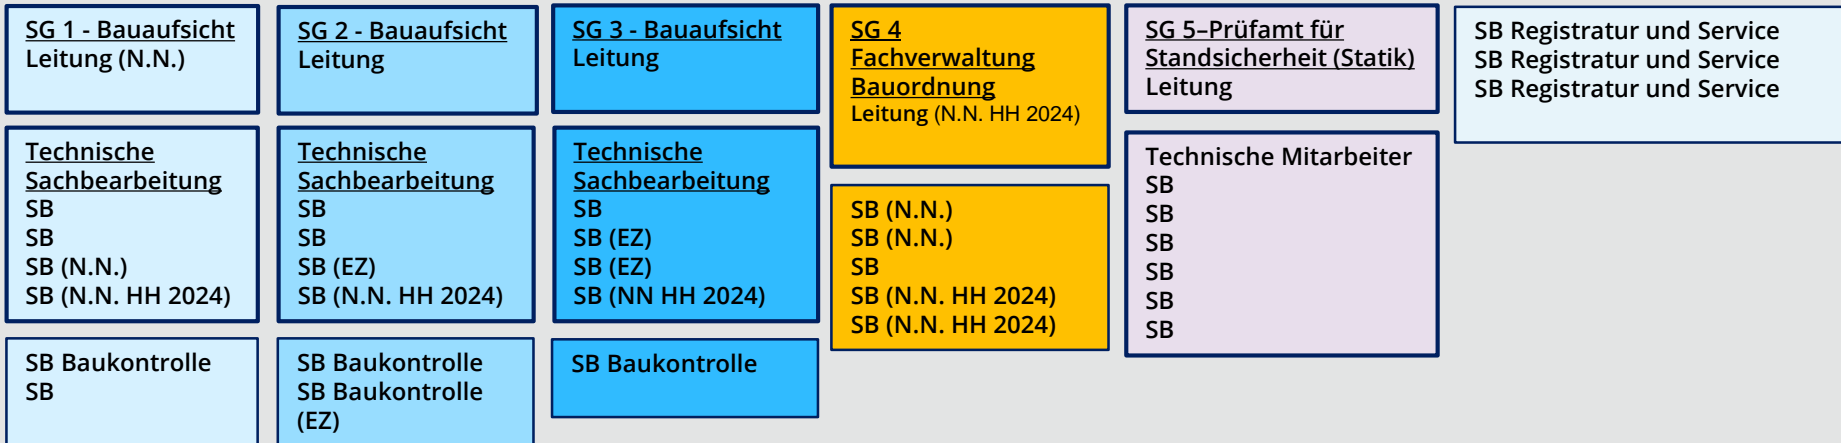 SG 1 - Bauaufsicht
Leitung (N.N.)
Technische
Sachbearbeitung
SB
SB
SB (N.N.)
SB (N.N. HH 2024)
SB Baukontrolle
SB
SG 2 - Bauaufsicht
Leitung
Technische
Sachbearbeitung
SB
SB
SB (EZ)
SB (N.N. HH 2024)
SB Baukontrolle
SB Baukontrolle
(EZ)
SG 3 - Bauaufsicht
Leitung
Technische
Sachbearbeitung
SB
SB (EZ)
SB (EZ)
SB (NN HH 2024)
SB Baukontrolle
SG 4
Fachverwaltung
Bauordnung
Leitung (N.N. HH 2024)
SB (N.N.)
SB (N.N.)
SB
SB (N.N. HH 2024)
SB (N.N. HH 2024)
SG 5–Prüfamt für
Standsicherheit (Statik)
Leitung
Technische Mitarbeiter
SB
SB
SB
SB
SB
SB
SB Registratur und Service
SB Registratur und Service
SB Registratur und Service